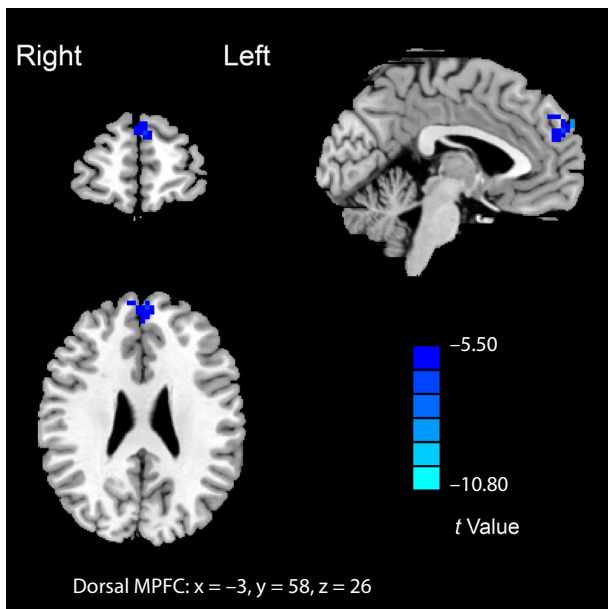 Right Left
–5.50
–10.80
t Value
Dorsal MPFC: x = –3, y = 58, z = 26